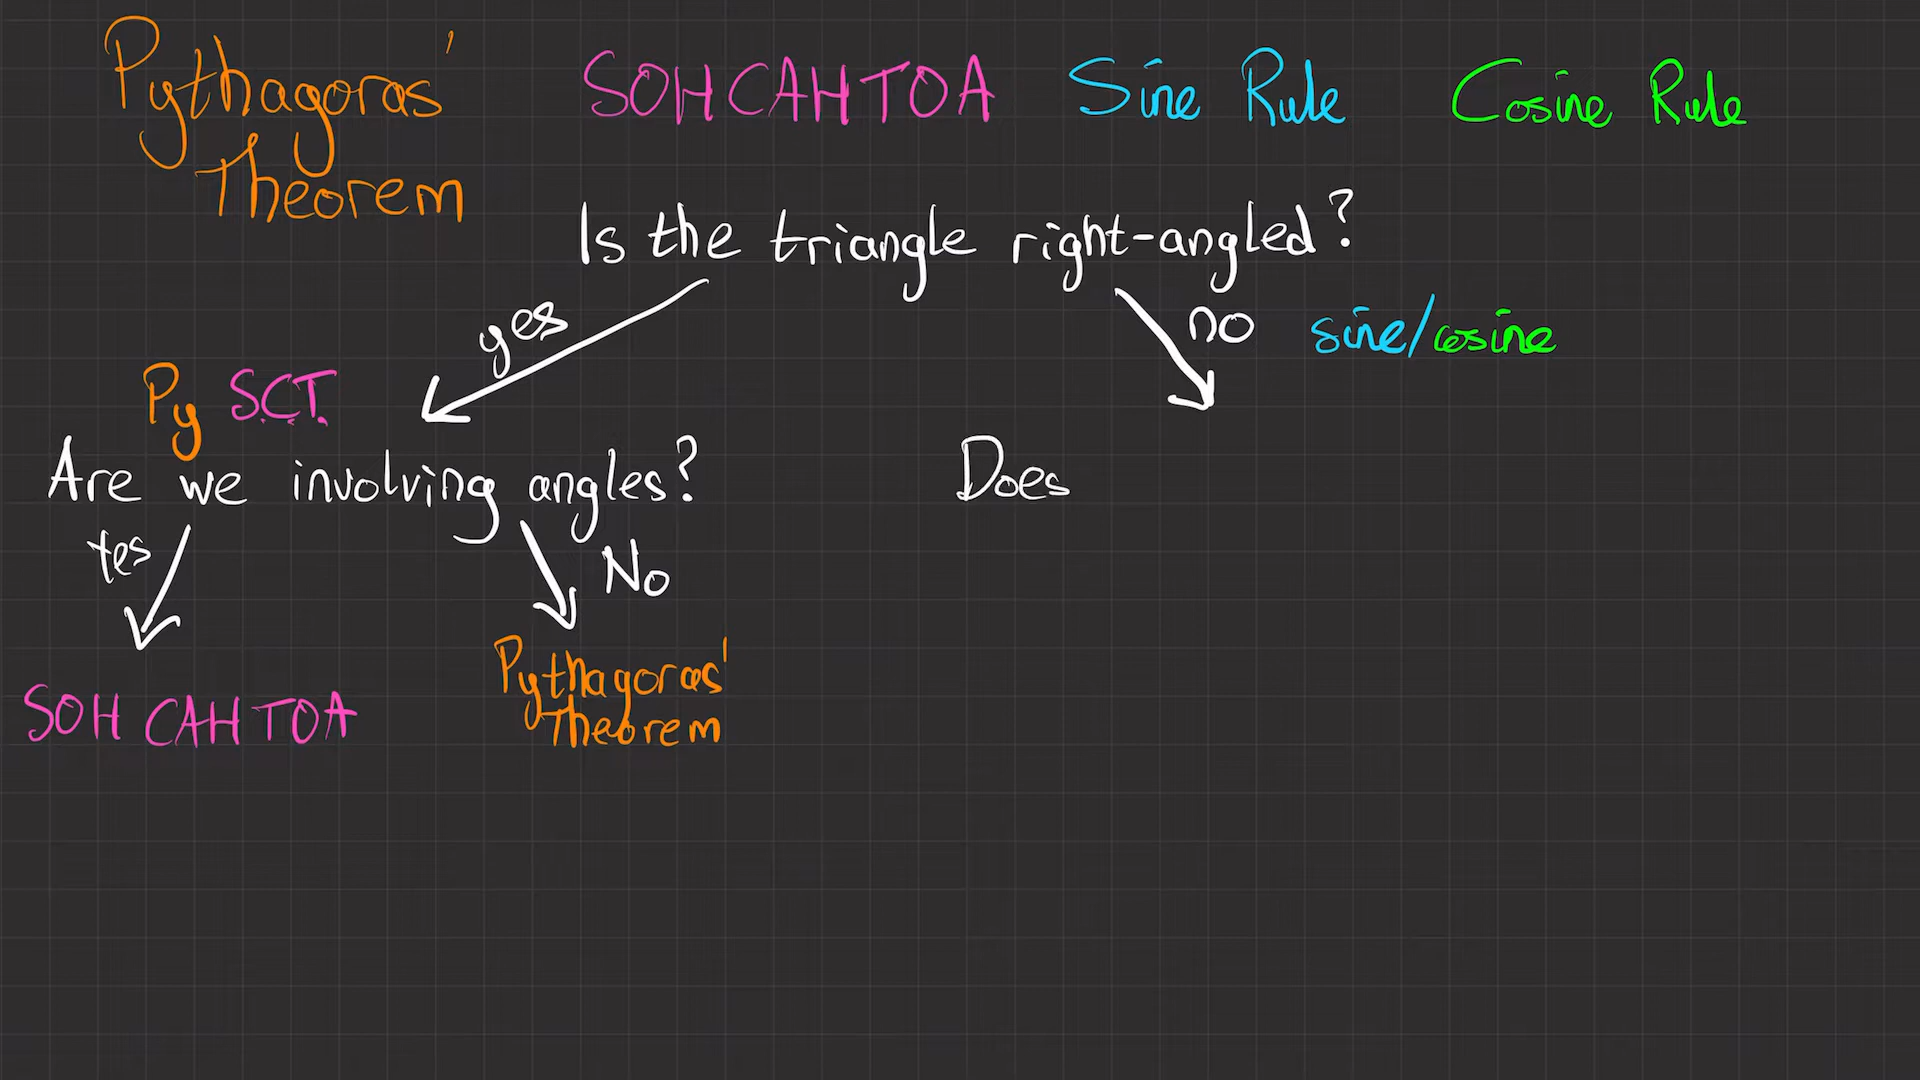 Pythagoras'
Theorem
SOHCAHTOA
Sine Rule
Cosine Rule
Is the triangle right-angled?
yes
no
sine/cosine
Py S.C.T.
Are we involving angles?
Does
Yes
No
SOH CAH TOA
Pythagoras'
Theorem